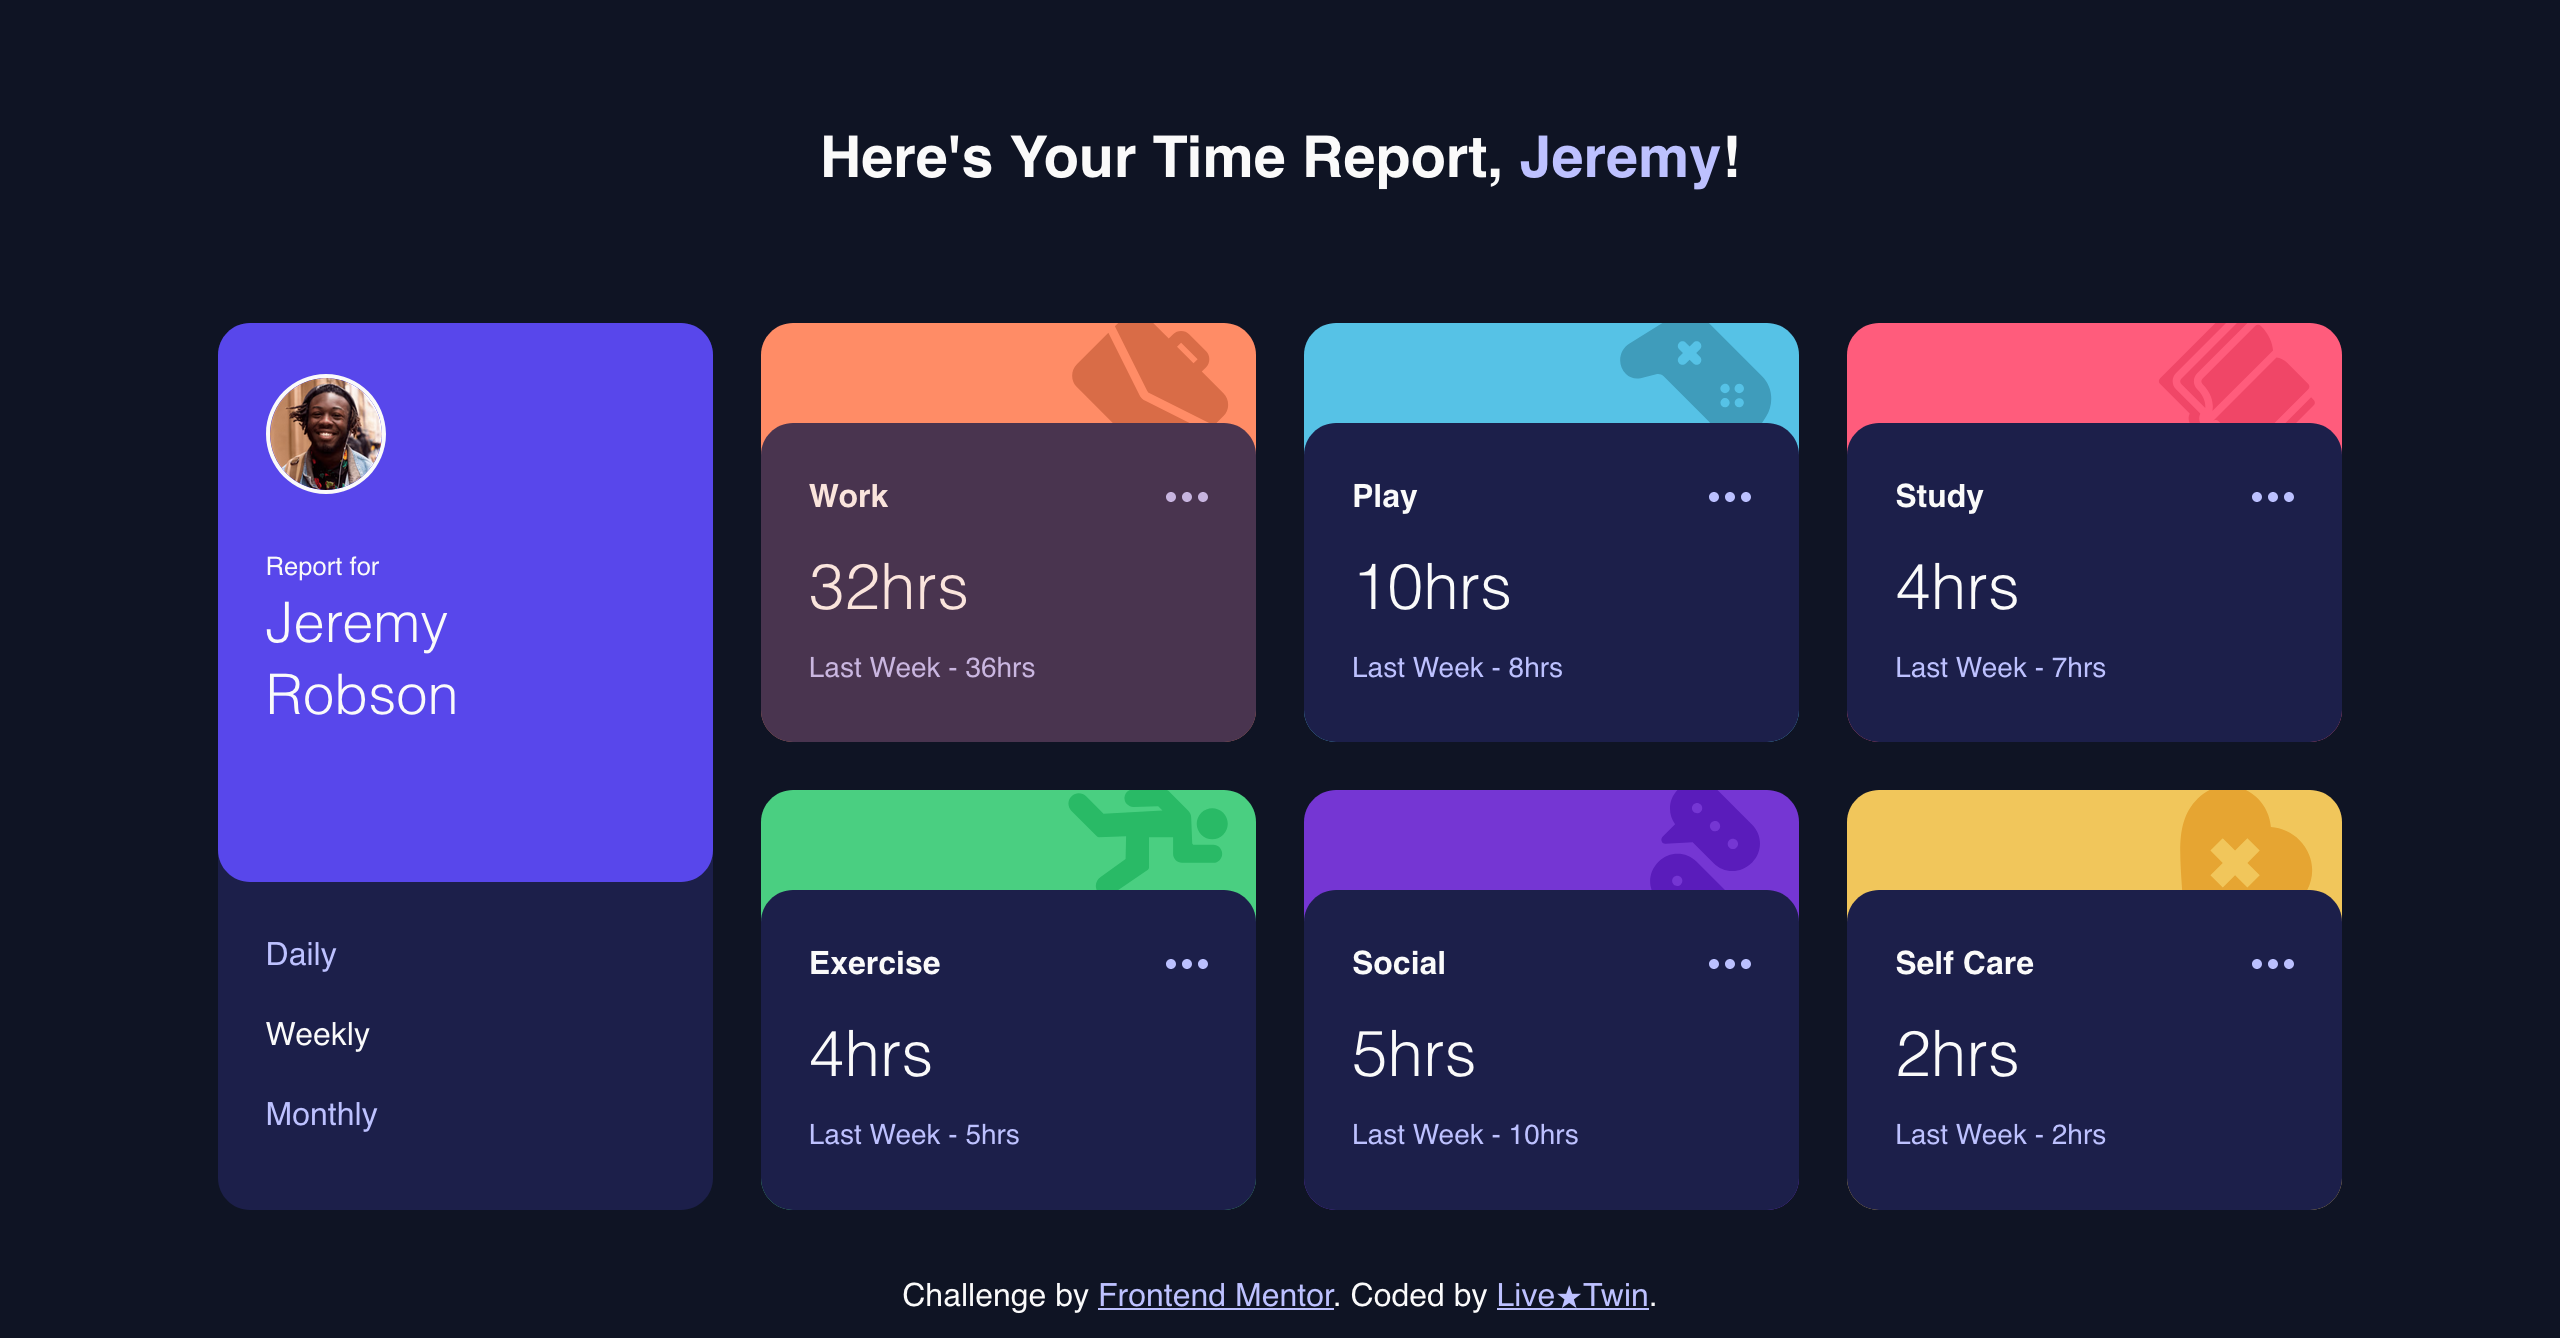 Here's Your Time Report, Jeremy!
Report for
Jeremy
Robson
Daily
Weekly
Monthly
Work
32hrs
Last Week - 36hrs
Play
10hrs
Last Week - 8hrs
Study
4hrs
Last Week - 7hrs
Exercise
4hrs
Last Week - 5hrs
Social
5hrs
Last Week - 10hrs
Self Care
2hrs
Last Week - 2hrs
Challenge by Frontend Mentor. Coded by Live★Twin.